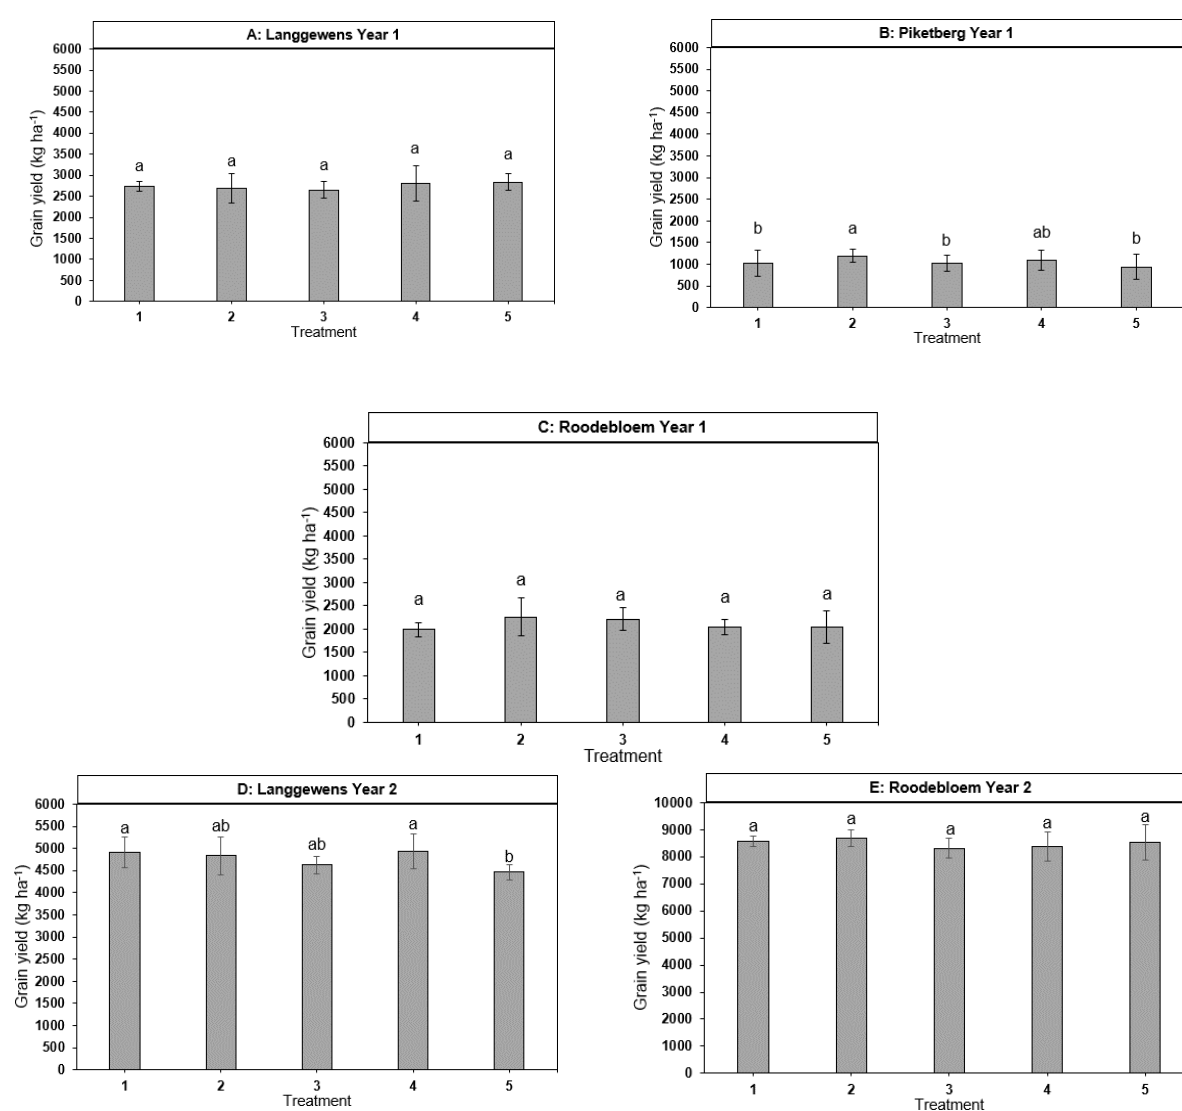 A: Langgewens Year 1
6000
5500
5000
4500
4000
3500
3000
2500
2000
1500
1000
500
0
Grain yield (kg ha-1)
a a a a a
1 2 3 4 5
Treatment
B: Piketberg Year 1
6000
5500
5000
4500
4000
3500
3000
2500
2000
1500
1000
500
0
Grain yield (kg ha-1)
b a b ab b
1 2 3 4 5
Treatment
C: Roodebloem Year 1
6000
5500
5000
4500
4000
3500
3000
2500
2000
1500
1000
500
0
Grain yield (kg ha-1)
a a a a a
1 2 3 4 5
Treatment
D: Langgewens Year 2
6000
5500
5000
4500
4000
3500
3000
2500
2000
1500
1000
500
0
Grain yield (kg ha-1)
a ab ab a b
1 2 3 4 5
Treatment
E: Roodebloem Year 2
10000
9000
8000
7000
6000
5000
4000
3000
2000
1000
0
Grain yield (kg ha-1)
a a a a a
1 2 3 4 5
Treatment